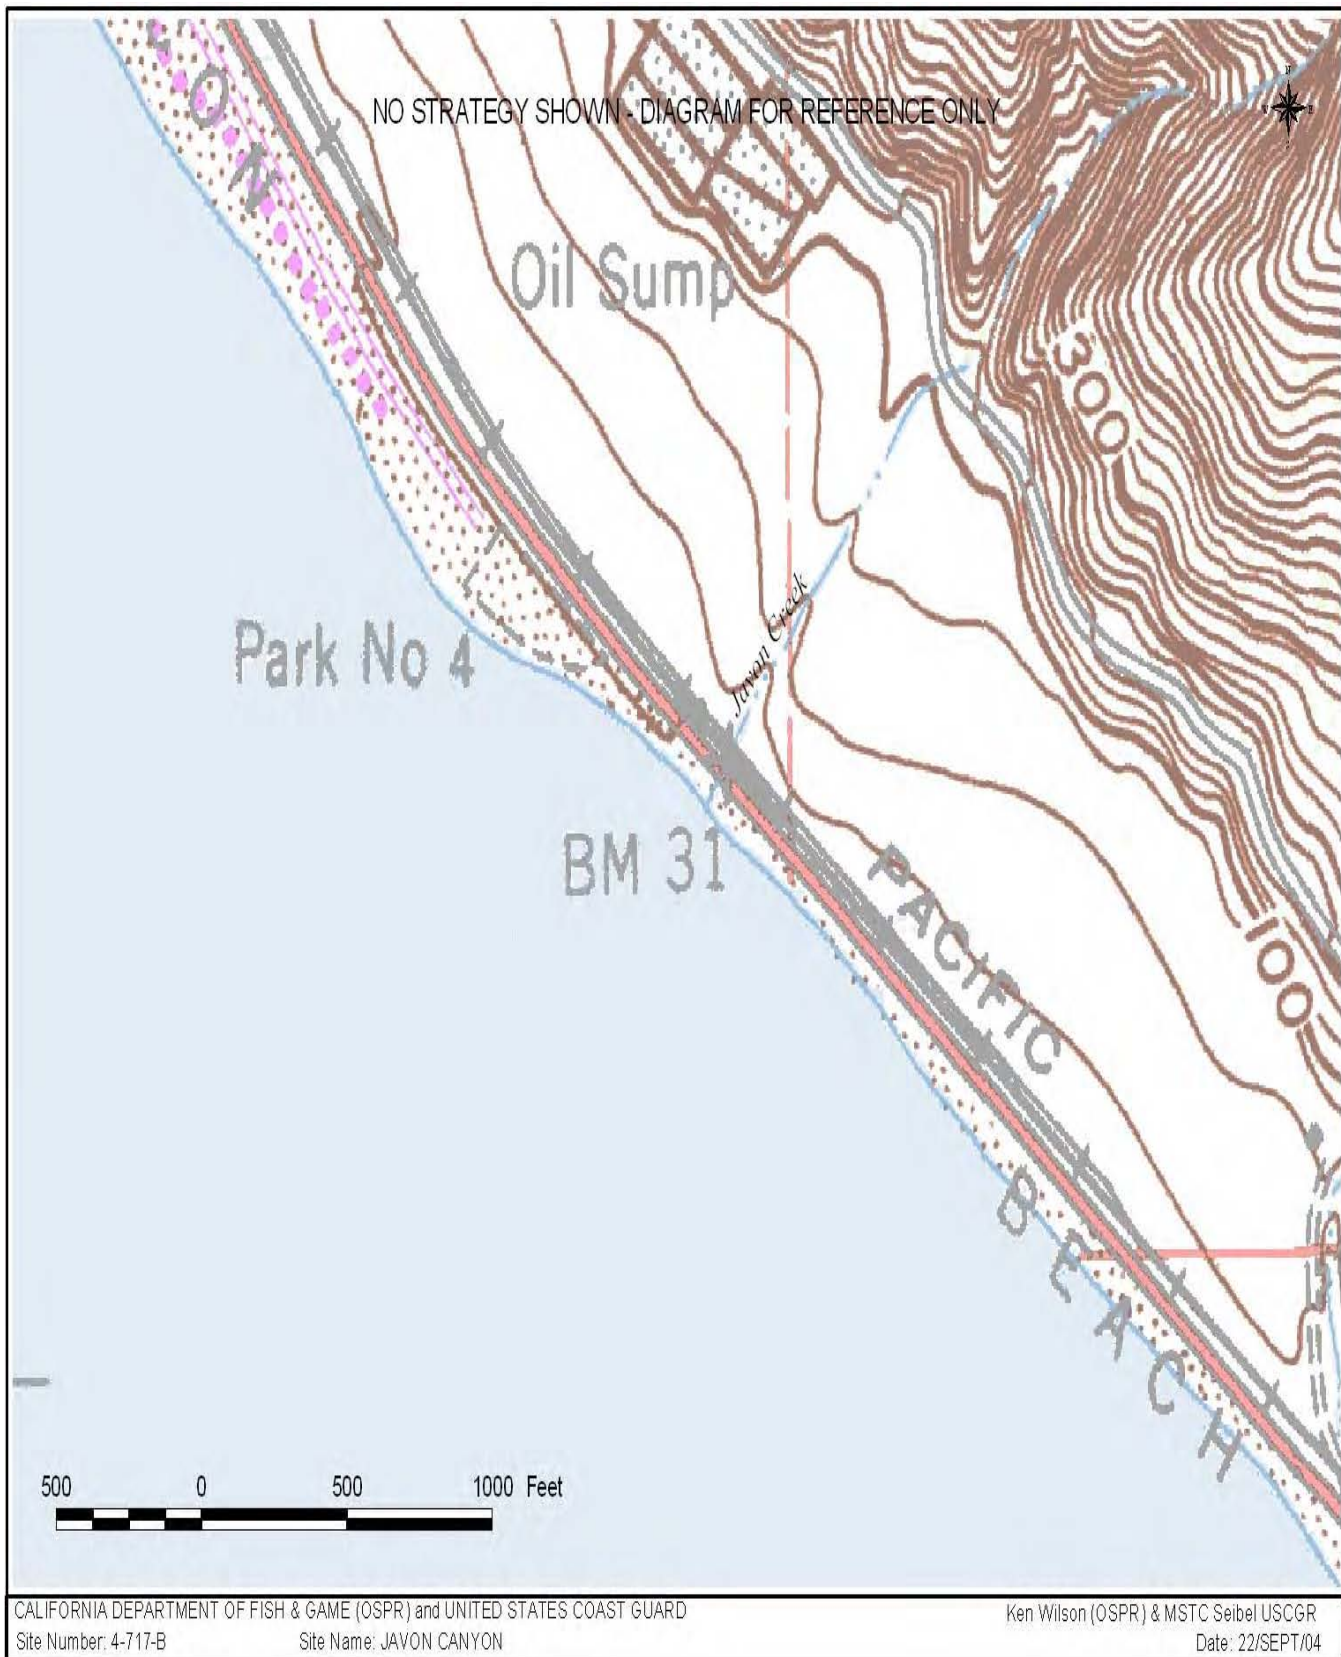 NO STRATEGY SHOWN - DIAGRAM FOR REFERENCE ONLY
N
W E
CON
Oil Sump
300
Javon Creek
Park No 4
BM 31
PACIFIC
100
BEACH
500 0 500 1000 Feet
CALIFORNIA DEPARTMENT OF FISH & GAME (OSPR) and UNITED STATES COAST GUARD
Ken Wilson (OSPR) & MSTC Seibel USCGR
Site Number: 4-717-B Site Name: JAVON CANYON
Date: 22/SEPT/04